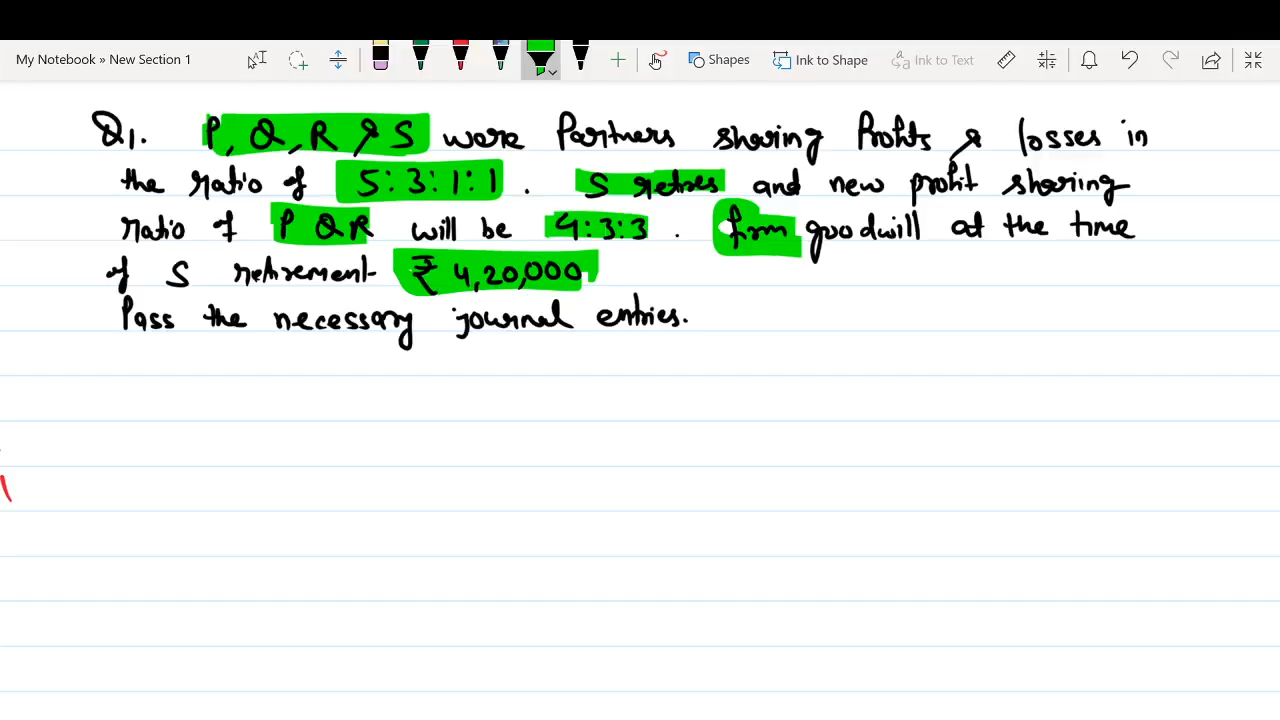 My Notebook » New Section 1
Shapes
Ink to Shape
Ink to Text
Q1. P, Q, R & S were Partners sharing Profits & losses in
the ratio of 5:3:1:1 . S retires and new profit sharing
ratio of P Q R will be 4:3:3 . firm goodwill at the time
of S retirement ₹ 4,20,000
Pass the necessary journal entries.